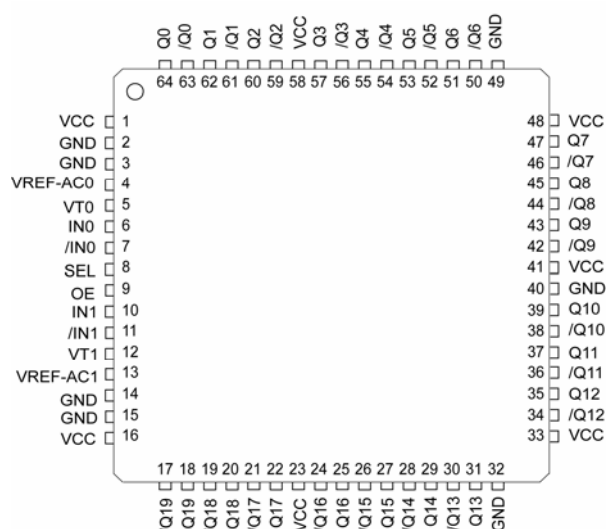 Q0 /Q0 Q1 /Q1 Q2 /Q2 VCC Q3 /Q3 Q4 /Q4 Q5 /Q5 Q6 /Q6 GND
64 63 62 61 60 59 58 57 56 55 54 53 52 51 50 49
VCC 1
GND 2
GND 3
VREF-AC0 4
VT0 5
IN0 6
/IN0 7
SEL 8
OE 9
IN1 10
/IN1 11
VT1 12
VREF-AC1 13
GND 14
GND 15
VCC 16
48 VCC
47 Q7
46 /Q7
45 Q8
44 /Q8
43 Q9
42 /Q9
41 VCC
40 GND
39 Q10
38 /Q10
37 Q11
36 /Q11
35 Q12
34 /Q12
33 VCC
17 18 19 20 21 22 23 24 25 26 27 28 29 30 31 32
/Q19 Q19 /Q18 Q18 /Q17 Q17 VCC /Q16 Q16 /Q15 Q15 /Q14 Q14 /Q13 Q13 GND